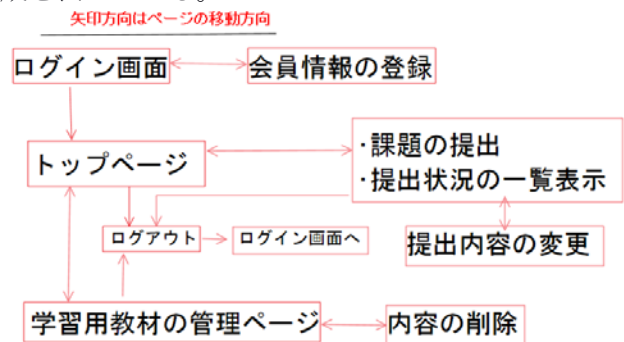 矢印方向はページの移動方向
ログイン画面
会員情報の登録
トップページ
・課題の提出
・提出状況の一覧表示
ログアウト
ログイン画面へ
提出内容の変更
学習用教材の管理ページ
内容の削除